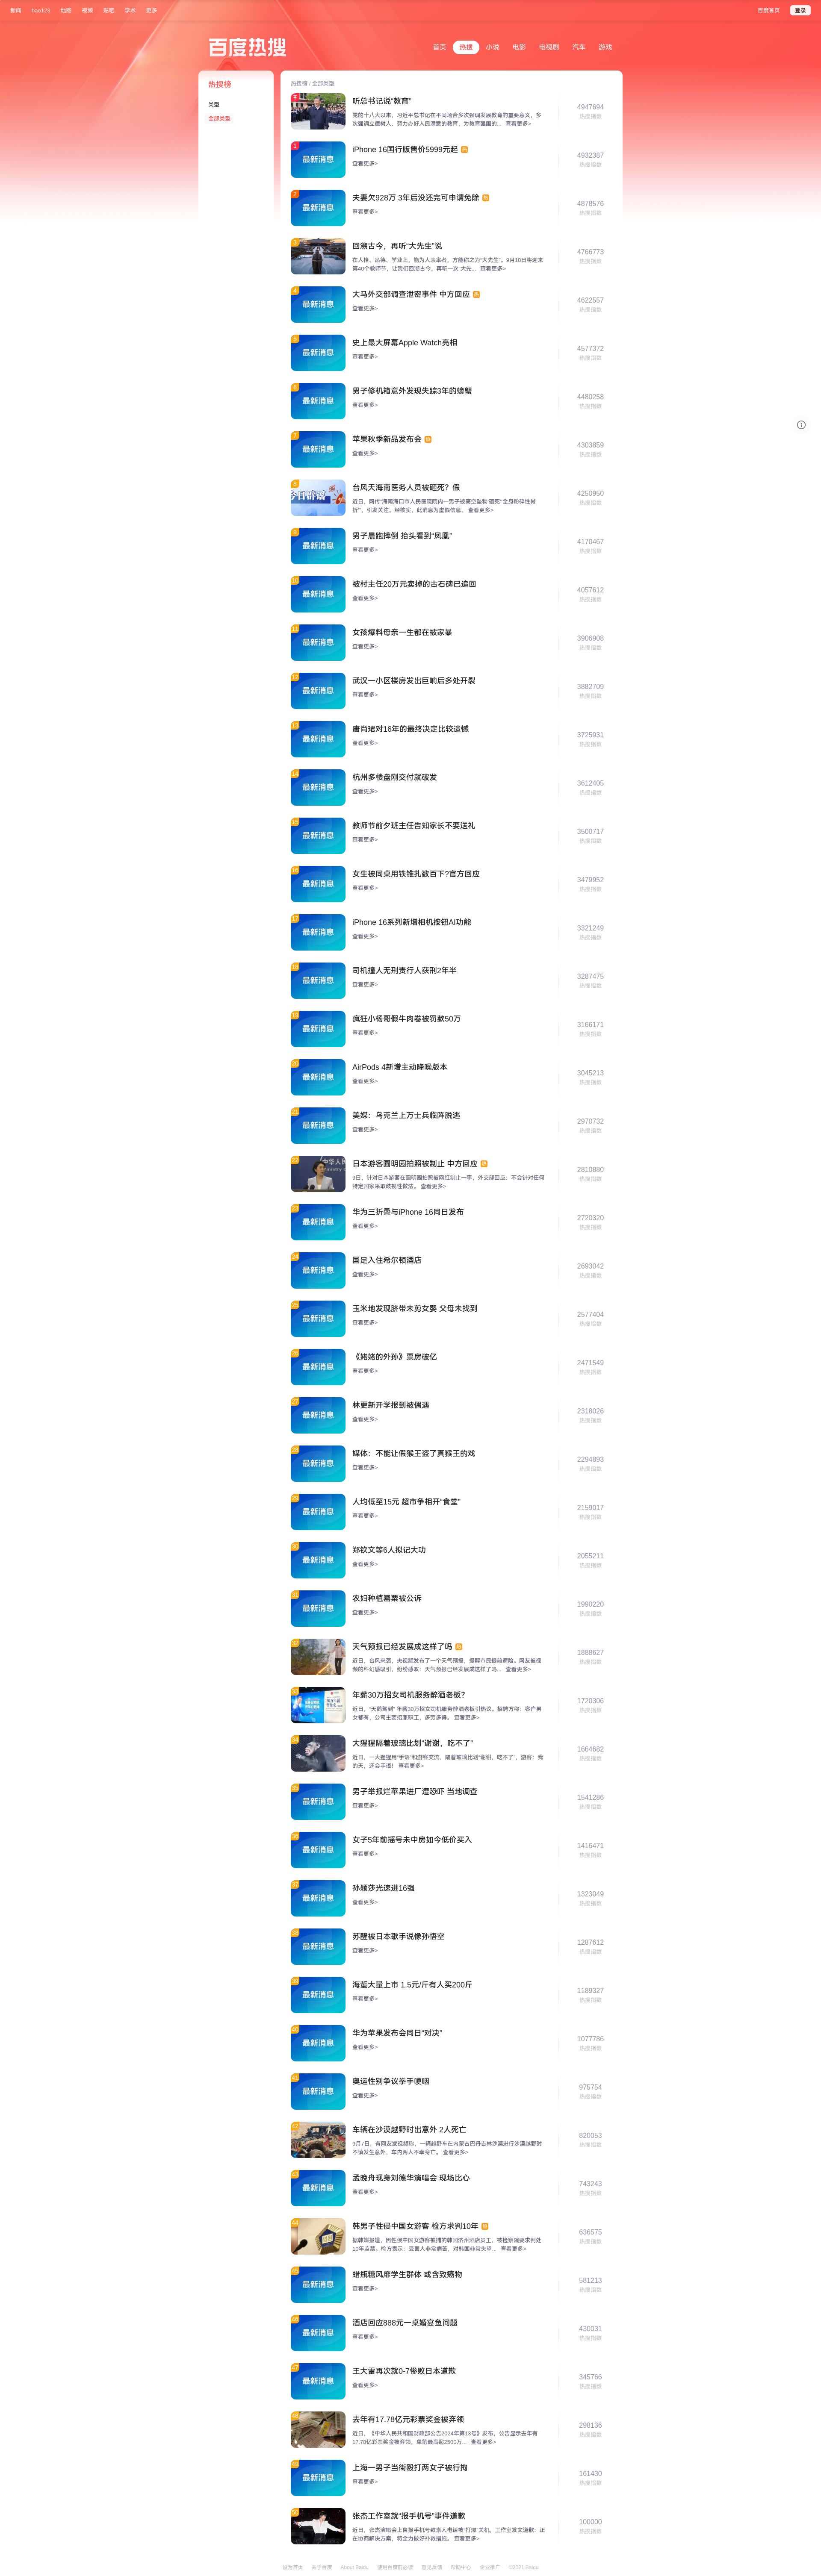 新闻 hao123 地图 视频 贴吧 学术 更多
百度首页 登录
百度热搜
首页 热搜 小说 电影 电视剧 汽车 游戏
热搜榜
类型
全部类型
热搜榜 / 全部类型
听总书记说“教育”
党的十八大以来，习近平总书记在不同场合多次强调发展教育的重要意义，多
次强调立德树人，努力办好人民满意的教育，为教育强国的... 查看更多>
4947694
热搜指数
1
最新消息
iPhone 16国行版售价5999元起 热
查看更多>
4932387
热搜指数
2
最新消息
夫妻欠928万 3年后没还完可申请免除 热
查看更多>
4878576
热搜指数
3
回溯古今，再听“大先生”说
在人格、品德、学业上，能为人表率者，方能称之为“大先生”。9月10日将迎来
第40个教师节，让我们回溯古今，再听一次“大先... 查看更多>
4766773
热搜指数
4
最新消息
大马外交部调查泄密事件 中方回应 热
查看更多>
4622557
热搜指数
5
最新消息
史上最大屏幕Apple Watch亮相
查看更多>
4577372
热搜指数
6
最新消息
男子修机箱意外发现失踪3年的螃蟹
查看更多>
4480258
热搜指数
7
最新消息
苹果秋季新品发布会 热
查看更多>
4303859
热搜指数
8
今日辟谣
台风天海南医务人员被砸死？假
近日，网传“海南海口市人民医院院内一男子被高空坠物‘砸死’‘全身粉碎性骨
折’”，引发关注。经核实，此消息为虚假信息。 查看更多>
4250950
热搜指数
9
最新消息
男子晨跑摔倒 抬头看到“凤凰”
查看更多>
4170467
热搜指数
10
最新消息
被村主任20万元卖掉的古石碑已追回
查看更多>
4057612
热搜指数
11
最新消息
女孩爆料母亲一生都在被家暴
查看更多>
3906908
热搜指数
12
最新消息
武汉一小区楼房发出巨响后多处开裂
查看更多>
3882709
热搜指数
13
最新消息
唐尚珺对16年的最终决定比较遗憾
查看更多>
3725931
热搜指数
14
最新消息
杭州多楼盘刚交付就破发
查看更多>
3612405
热搜指数
15
最新消息
教师节前夕班主任告知家长不要送礼
查看更多>
3500717
热搜指数
16
最新消息
女生被同桌用铁锥扎数百下?官方回应
查看更多>
3479952
热搜指数
17
最新消息
iPhone 16系列新增相机按钮AI功能
查看更多>
3321249
热搜指数
18
最新消息
司机撞人无刑责行人获刑2年半
查看更多>
3287475
热搜指数
19
最新消息
疯狂小杨哥假牛肉卷被罚款50万
查看更多>
3166171
热搜指数
20
最新消息
AirPods 4新增主动降噪版本
查看更多>
3045213
热搜指数
21
最新消息
美媒：乌克兰上万士兵临阵脱逃
查看更多>
2970732
热搜指数
22
日本游客圆明园拍照被制止 中方回应 热
9日，针对日本游客在圆明园拍照被网红制止一事，外交部回应：不会针对任何
特定国家采取歧视性做法。 查看更多>
2810880
热搜指数
23
最新消息
华为三折叠与iPhone 16同日发布
查看更多>
2720320
热搜指数
24
最新消息
国足入住希尔顿酒店
查看更多>
2693042
热搜指数
25
最新消息
玉米地发现脐带未剪女婴 父母未找到
查看更多>
2577404
热搜指数
26
最新消息
《姥姥的外孙》票房破亿
查看更多>
2471549
热搜指数
27
最新消息
林更新开学报到被偶遇
查看更多>
2318026
热搜指数
28
最新消息
媒体：不能让假猴王盗了真猴王的戏
查看更多>
2294893
热搜指数
29
最新消息
人均低至15元 超市争相开“食堂”
查看更多>
2159017
热搜指数
30
最新消息
郑钦文等6人拟记大功
查看更多>
2055211
热搜指数
31
最新消息
农妇种植罂粟被公诉
查看更多>
1990220
热搜指数
32
天气预报已经发展成这样了吗 热
近日，台风来袭，央视频发布了一个天气预报，提醒市民提前避险。网友被视
频的科幻感吸引，纷纷感叹：天气预报已经发展成这样了吗... 查看更多>
1888627
热搜指数
33
年薪30万招女司机服务醉酒老板?
1720306
热搜指数
34
大猩猩隔着玻璃比划“谢谢，吃不了”
近日，一大猩猩用“手语”和游客交流，隔着玻璃比划“谢谢，吃不了”，游客：我
的天，还会手语！ 查看更多>
1664682
热搜指数
35
最新消息
男子举报烂苹果进厂遭恐吓 当地调查
查看更多>
1541286
热搜指数
36
最新消息
女子5年前摇号未中房如今低价买入
查看更多>
1416471
热搜指数
37
最新消息
孙颖莎光速进16强
查看更多>
1323049
热搜指数
38
最新消息
苏醒被日本歌手说像孙悟空
查看更多>
1287612
热搜指数
39
最新消息
海蜇大量上市 1.5元/斤有人买200斤
查看更多>
1189327
热搜指数
40
最新消息
华为苹果发布会同日“对决”
查看更多>
1077786
热搜指数
41
最新消息
奥运性别争议拳手哽咽
查看更多>
975754
热搜指数
42
车辆在沙漠越野时出意外 2人死亡
9月7日，有网友发视频称，一辆越野车在内蒙古巴丹吉林沙漠进行沙漠越野时
不慎发生意外，车内两人不幸身亡。 查看更多>
820053
热搜指数
43
最新消息
孟晚舟现身刘德华演唱会 现场比心
查看更多>
743243
热搜指数
44
韩男子性侵中国女游客 检方求判10年 热
据韩媒报道，因性侵中国女游客被捕的韩国济州酒店员工，被检察院要求判处
10年监禁。检方表示：受害人非常痛苦，对韩国非常失望... 查看更多>
636575
热搜指数
45
最新消息
蜡瓶糖风靡学生群体 或含致癌物
查看更多>
581213
热搜指数
46
最新消息
酒店回应888元一桌婚宴鱼问题
查看更多>
430031
热搜指数
47
最新消息
王大雷再次就0-7惨败日本道歉
查看更多>
345766
热搜指数
48
去年有17.78亿元彩票奖金被弃领
近日，《中华人民共和国财政部公告2024年第13号》发布，公告显示去年有
17.78亿彩票奖金被弃领，单笔最高超2500万... 查看更多>
298136
热搜指数
49
最新消息
上海一男子当街殴打两女子被行拘
查看更多>
161430
热搜指数
50
张杰工作室就“报手机号”事件道歉
近日，张杰演唱会上自报手机号致素人电话被“打爆”关机，工作室发文道歉：正
在协商解决方案，将全力做好补救措施。 查看更多>
100000
热搜指数
设为首页 关于百度 About Baidu 使用百度前必读 意见反馈 帮助中心 企业推广 ©2021 Baidu